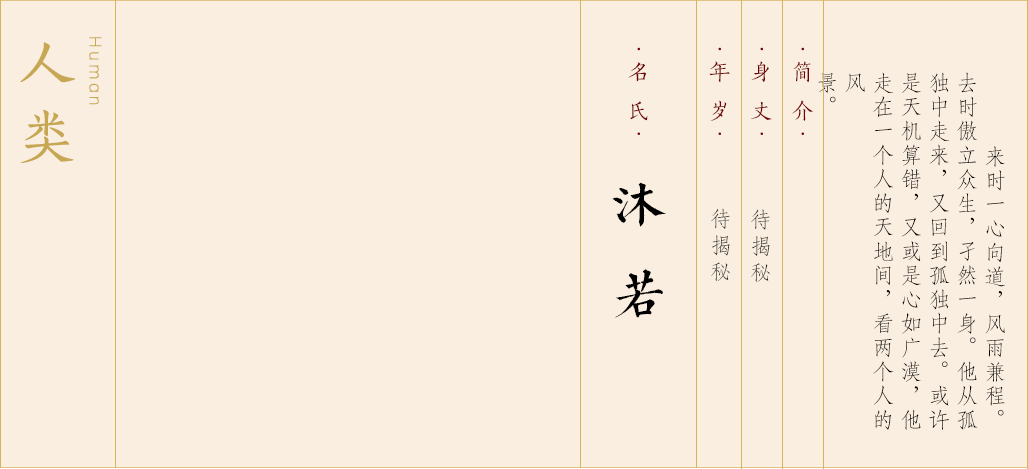 人类
Human
·名氏·
沐若
·年岁·
待揭秘
·身丈·
待揭秘
·简介·
来时一心向道，风雨兼程。
去时傲立众生，孑然一身。他从孤
独中走来，又回到孤独中去。或许
是天机算错，又或是心如广漠，他
走在一个人的天地间，看两个人的
风
景。